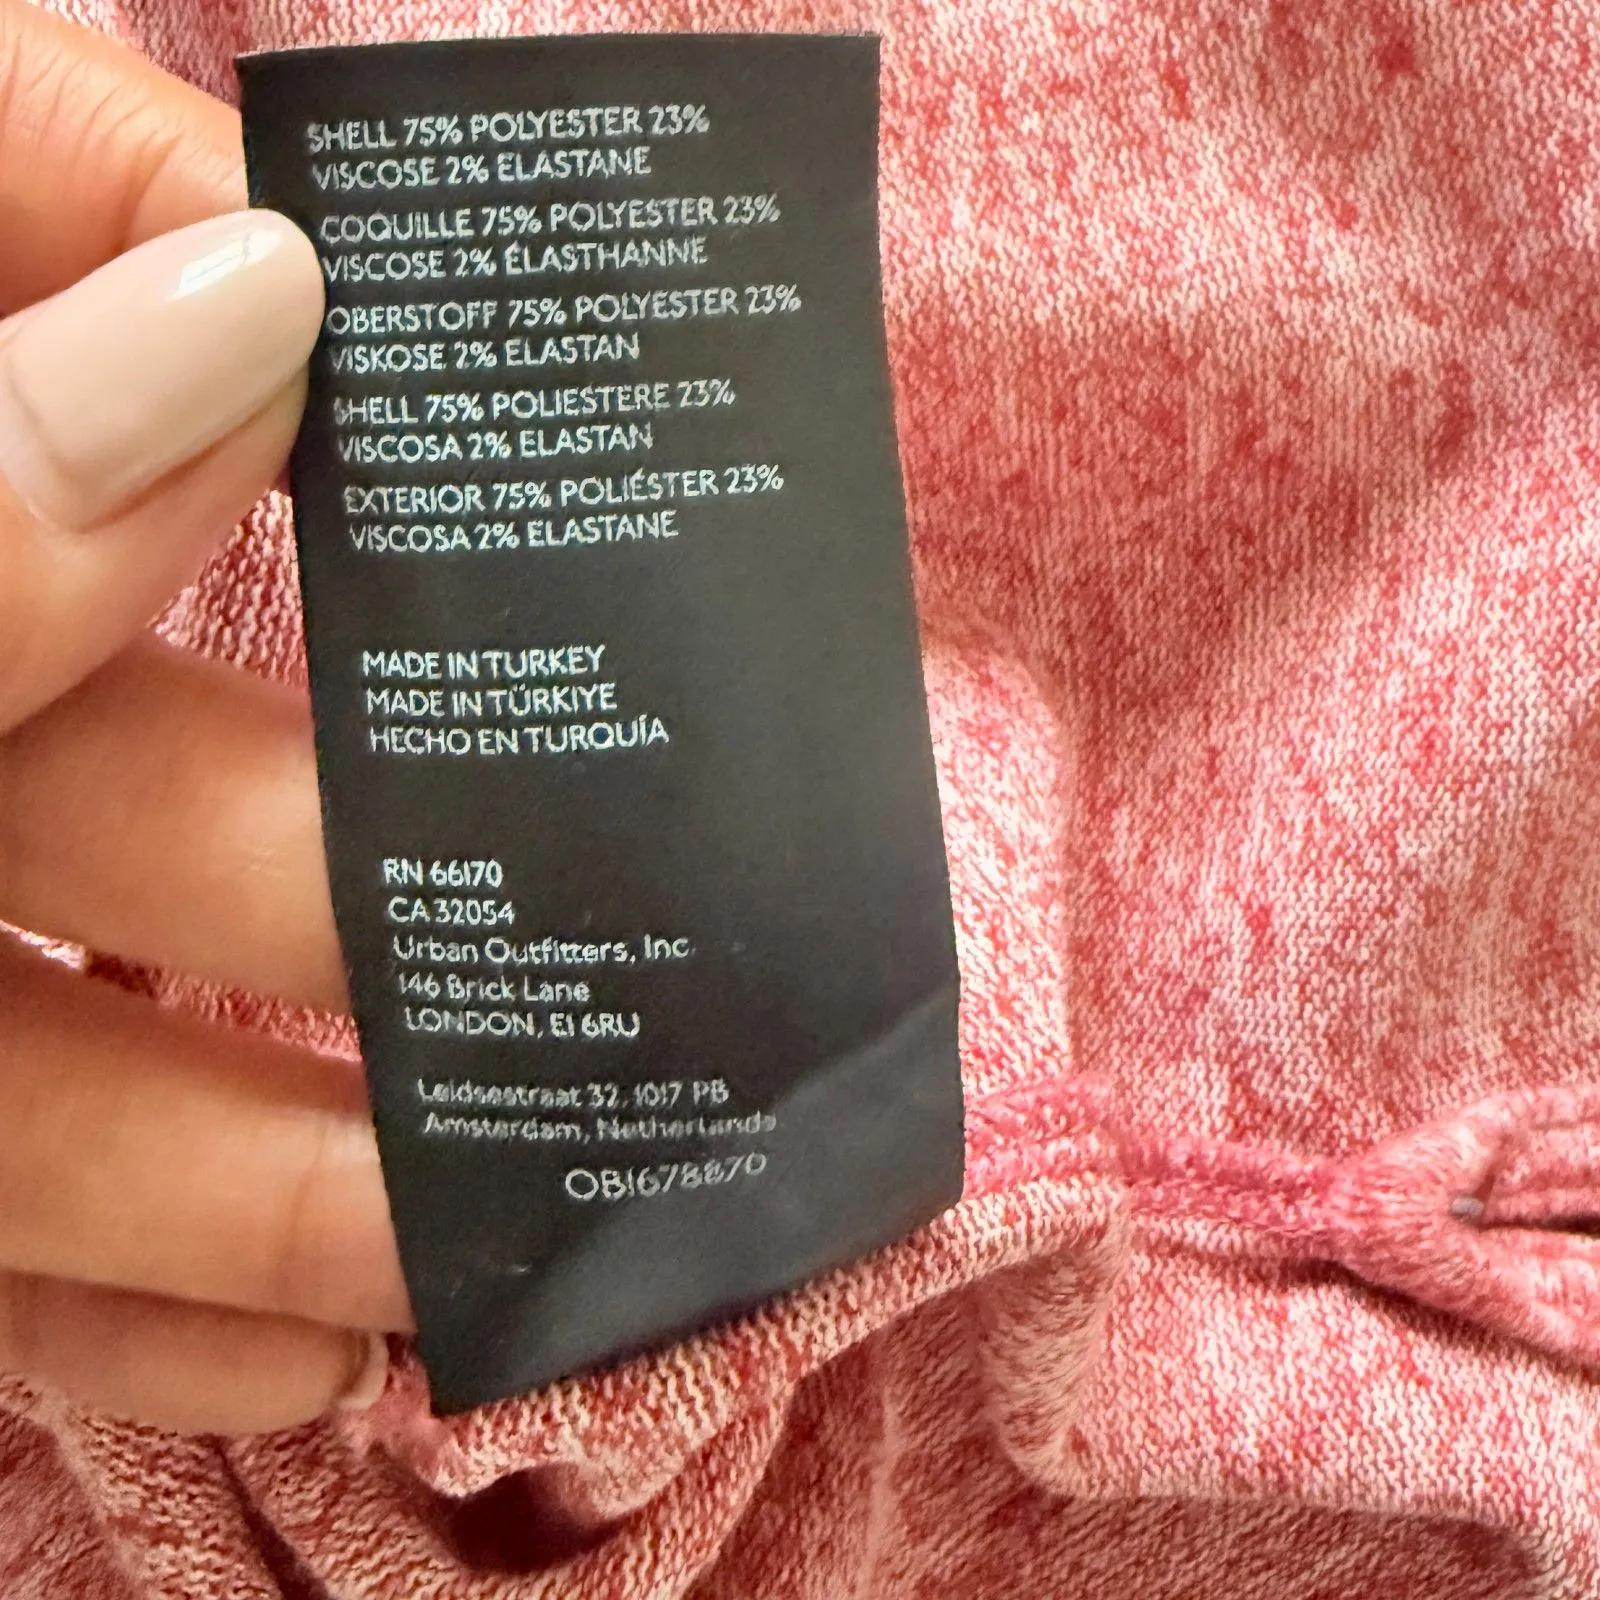 SHELL 75% POLYESTER 23%
VISCOSE 2% ELASTANE
COQUILLE 75% POLYESTER 23%
VISCOSE 2% ÉLASTHANNE
OBERSTOFF 75% POLYESTER 23%
VISKOSE 2% ELASTAN
SHELL 75% POLIESTERE 23%
VISCOSA 2% ELASTAN
EXTERIOR 75% POLIÉSTER 23%
VISCOSA 2% ELASTANE
MADE IN TURKEY
MADE IN TÜRKIYE
HECHO EN TURQUÍA
RN 66170
CA 32054
Urban Outfitters, Inc.
146 Brick Lane
LONDON, E1 6RU
Leidsestraat 32, 1017 PB
Amsterdam, Netherlands
OB1678870